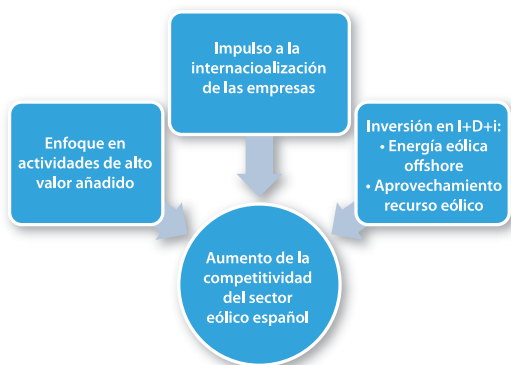 Impulso a la
internacioalización
de las empresas
Enfoque en
actividades de alto
valor añadido
Inversión en I+D+i:
• Energía eólica
offshore
• Aprovechamiento
recurso eólico
Aumento de la
competitividad
del sector
eólico español